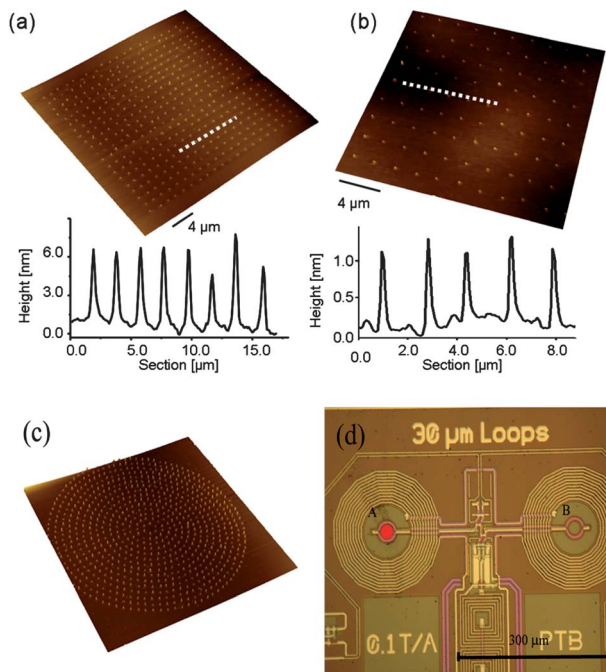 (a)
(b)
4 µm
4 µm
Height [nm]
6.0
3.0
0.0
0.0
5.0
10.0
15.0
Section [µm]
Height [nm]
1.0
0.5
0.0
0.0
2.0
4.0
6.0
8.0
Section [µm]
(c)
(d)
30 µm Loops
A
B
0.1T/A
300 µm
PTB